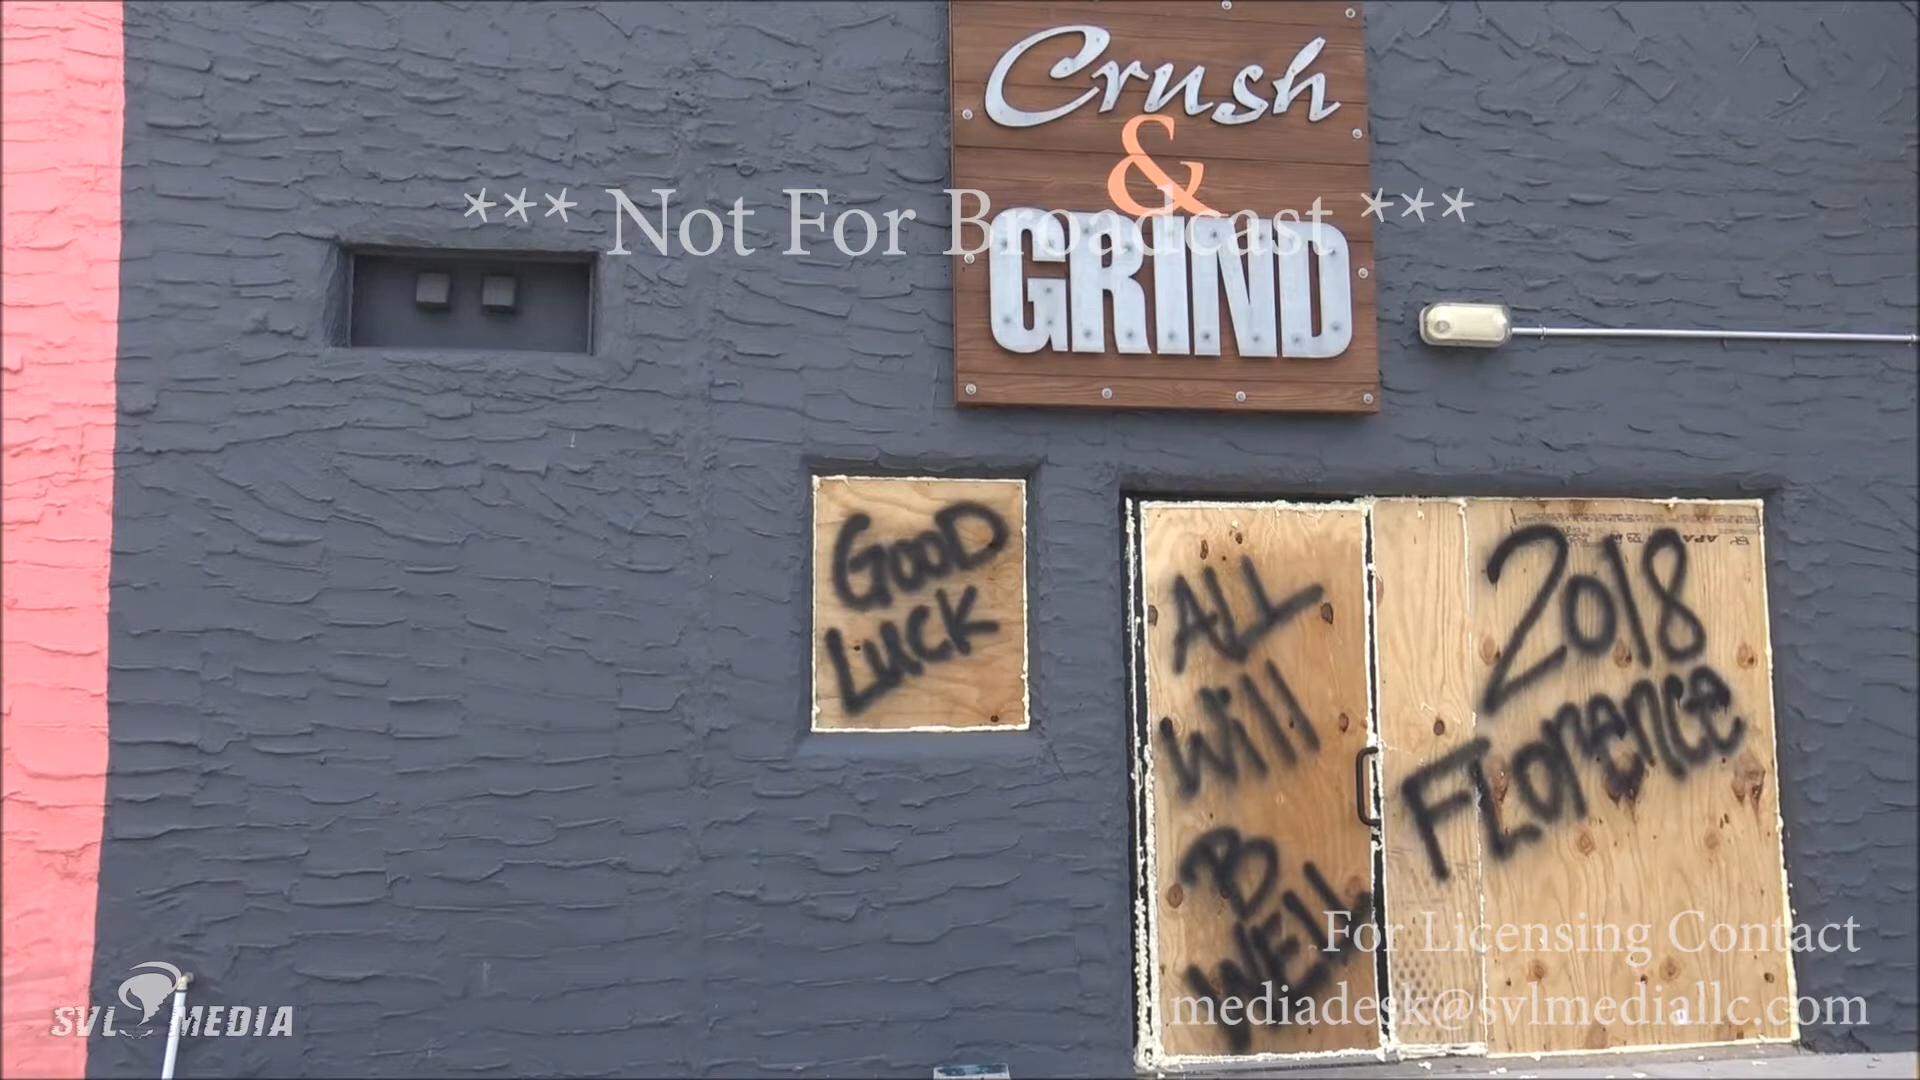 Crush
&
GRIND
*** Not For Broadcast ***
GOOD
LUCK
ALL
Will
B
WEll
2018
FLorence
APA
For Licensing Contact
mediadesk@svlmediallc.com
SVL MEDIA